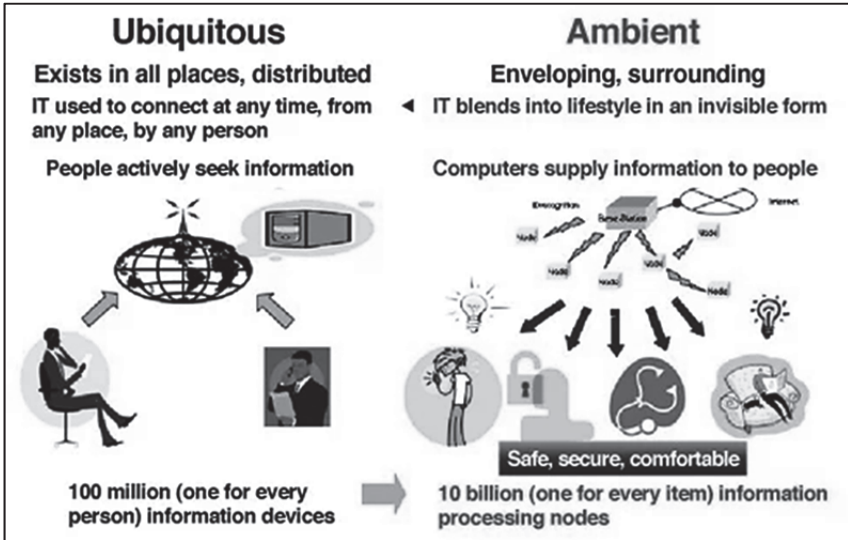 Ubiquitous
Exists in all places, distributed
IT used to connect at any time, from
any place, by any person
People actively seek information
100 million (one for every
person) information devices
Ambient
Enveloping, surrounding
IT blends into lifestyle in an invisible form
Computers supply information to people
Base Station
Internet
Node
Node
Node
Node
Node
Node
Safe, secure, comfortable
10 billion (one for every item) information
processing nodes